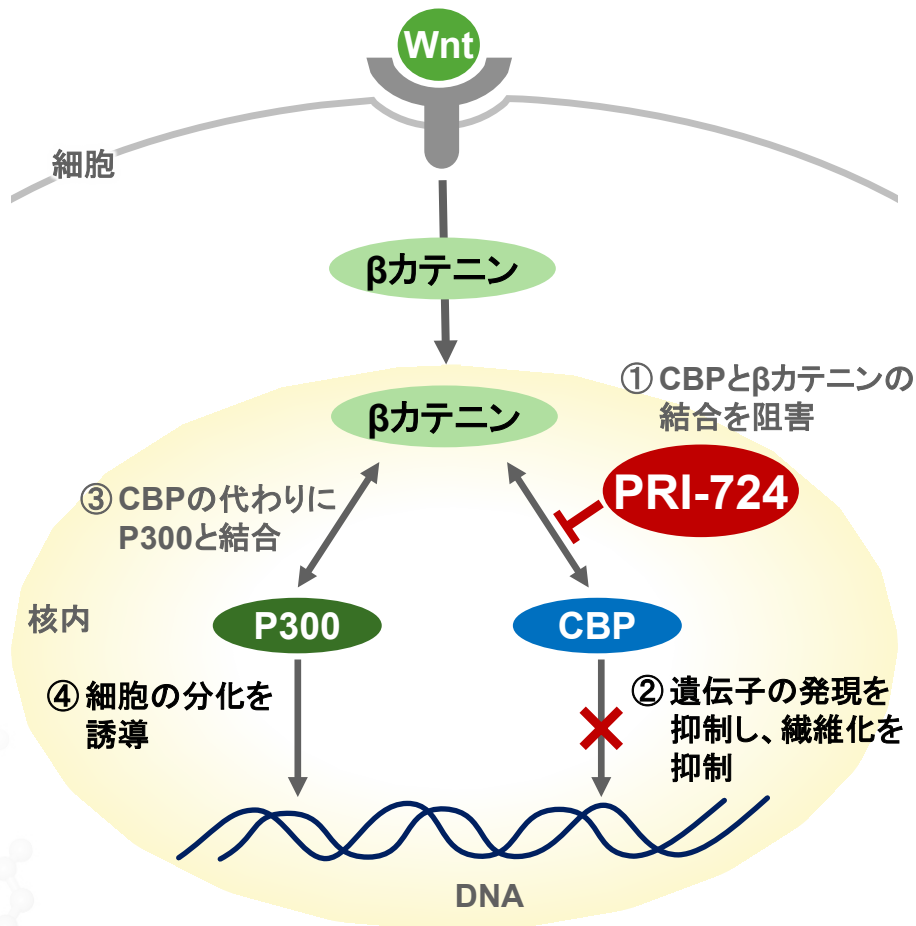 Wnt
細胞
βカテニン
βカテニン
① CBPとβカテニンの
結合を阻害
PRI-724
③ CBPの代わりに
P300と結合
核内
P300
CBP
④ 細胞の分化を
誘導
② 遺伝子の発現を
抑制し、繊維化を
抑制
DNA